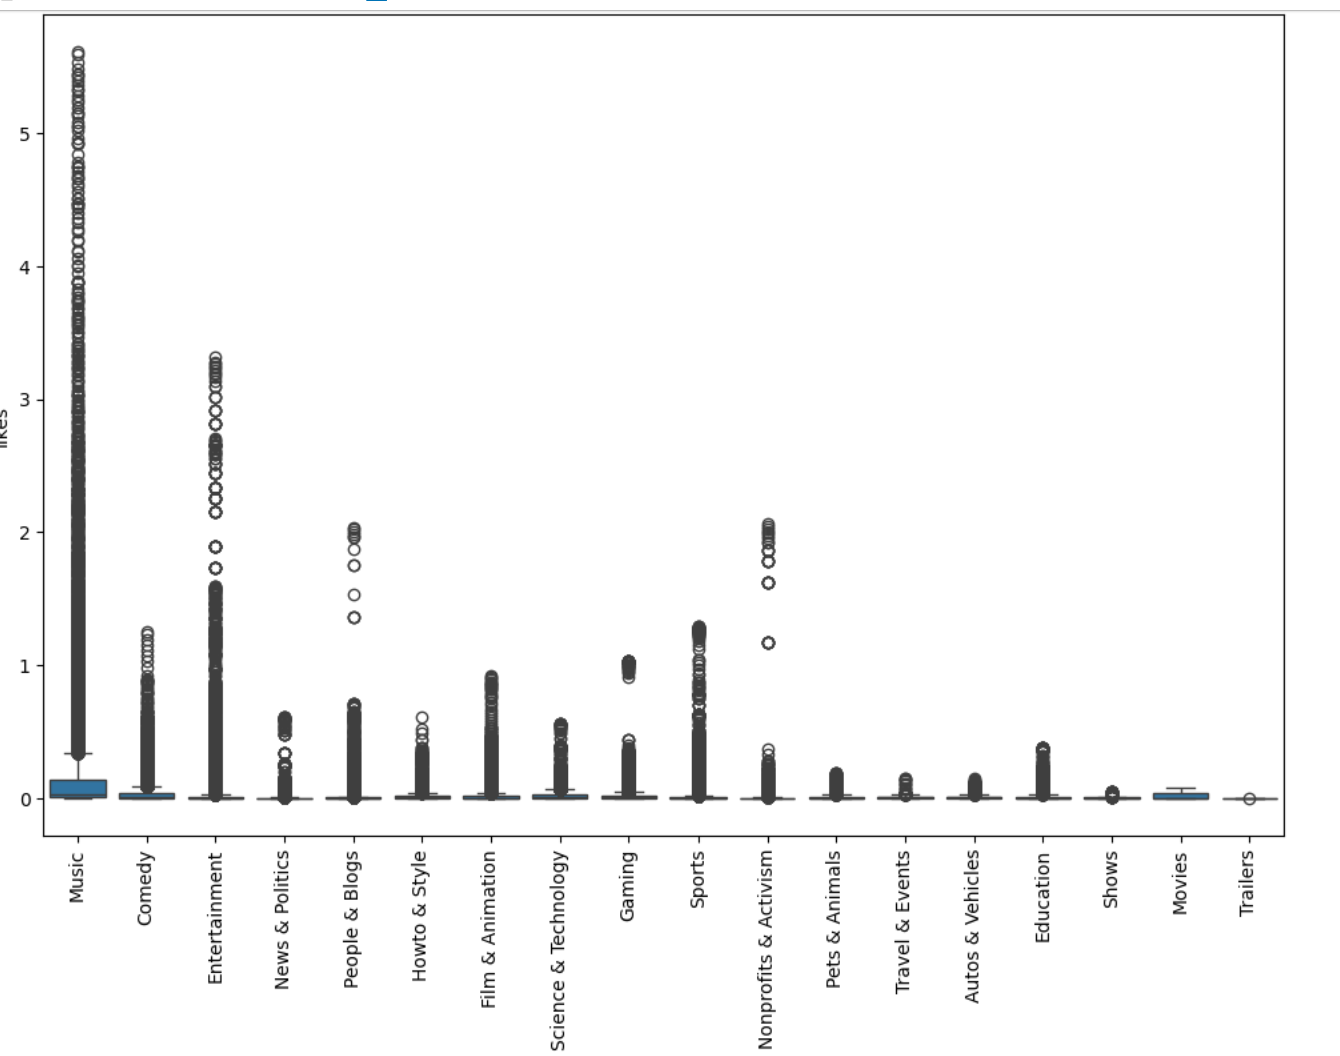 5
4
3
2
1
0
likes
Music
Comedy
Entertainment
News & Politics
People & Blogs
Howto & Style
Film & Animation
Science & Technology
Gaming
Sports
Nonprofits & Activism
Pets & Animals
Travel & Events
Autos & Vehicles
Education
Shows
Movies
Trailers